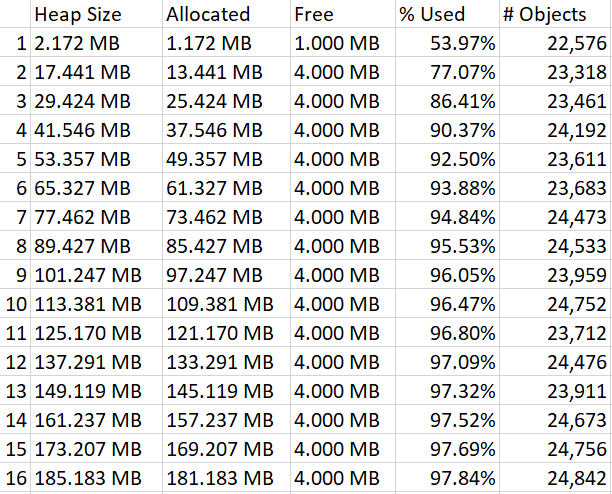 Heap Size Allocated Free % Used # Objects
1 2.172 MB 1.172 MB 1.000 MB 53.97% 22,576
2 17.441 MB 13.441 MB 4.000 MB 77.07% 23,318
3 29.424 MB 25.424 MB 4.000 MB 86.41% 23,461
4 41.546 MB 37.546 MB 4.000 MB 90.37% 24,192
5 53.357 MB 49.357 MB 4.000 MB 92.50% 23,611
6 65.327 MB 61.327 MB 4.000 MB 93.88% 23,683
7 77.462 MB 73.462 MB 4.000 MB 94.84% 24,473
8 89.427 MB 85.427 MB 4.000 MB 95.53% 24,533
9 101.247 MB 97.247 MB 4.000 MB 96.05% 23,959
10 113.381 MB 109.381 MB 4.000 MB 96.47% 24,752
11 125.170 MB 121.170 MB 4.000 MB 96.80% 23,712
12 137.291 MB 133.291 MB 4.000 MB 97.09% 24,476
13 149.119 MB 145.119 MB 4.000 MB 97.32% 23,911
14 161.237 MB 157.237 MB 4.000 MB 97.52% 24,673
15 173.207 MB 169.207 MB 4.000 MB 97.69% 24,756
16 185.183 MB 181.183 MB 4.000 MB 97.84% 24,842